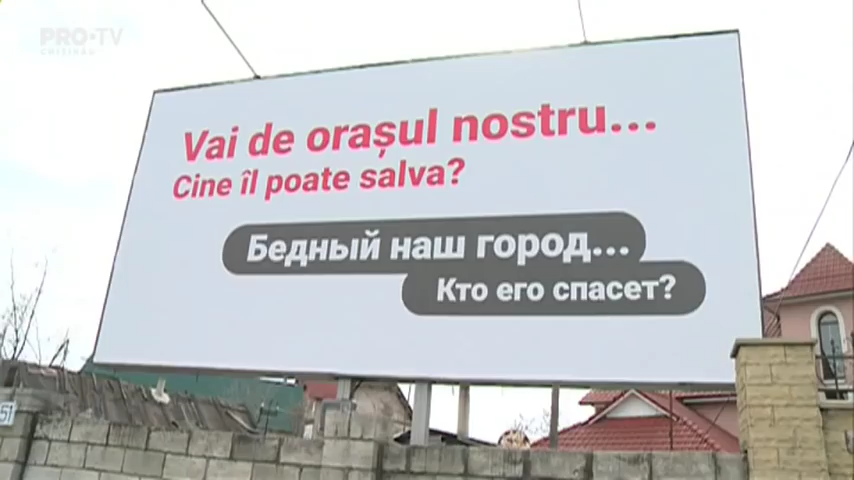 PRO•TV
CHIȘINĂU
Vai de orașul nostru...
Cine îl poate salva?
Бедный наш город...
Кто его спасет?
51